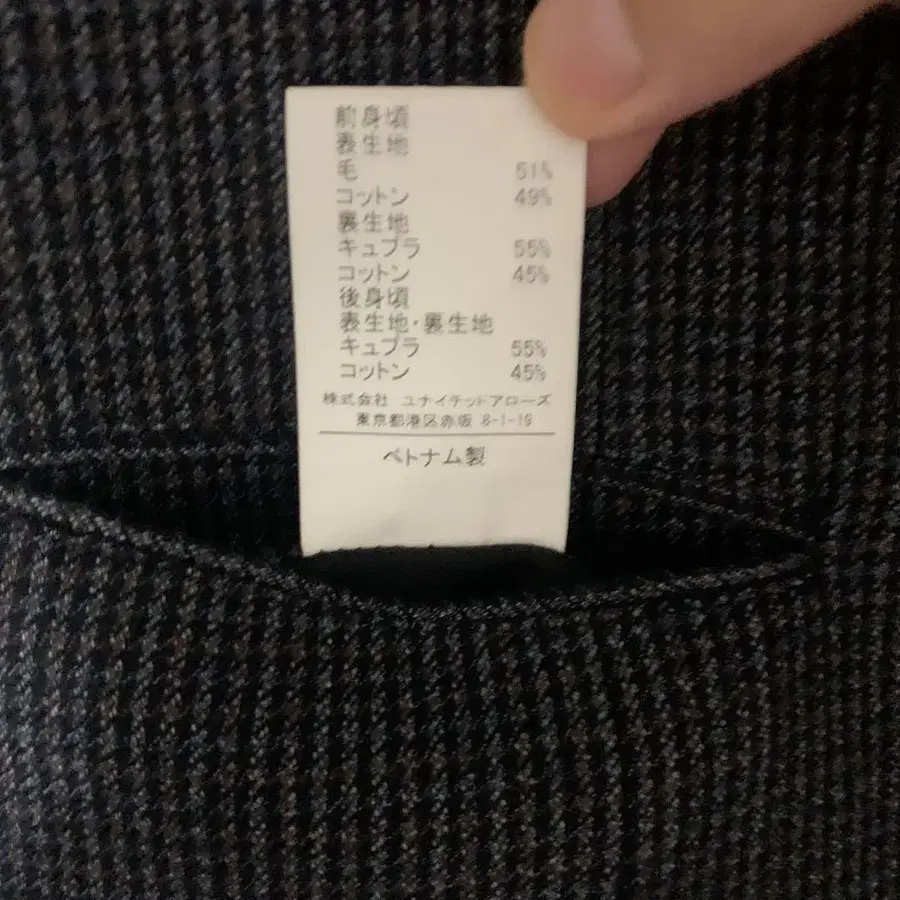 前身頃
表生地
毛 51%
コットン 49%
裏生地
キュプラ 55%
コットン 45%
後身頃
表生地・裏生地
キュプラ 55%
コットン 45%
株式会社 ユナイテッドアローズ
東京都港区赤坂 8-1-19
ベトナム製